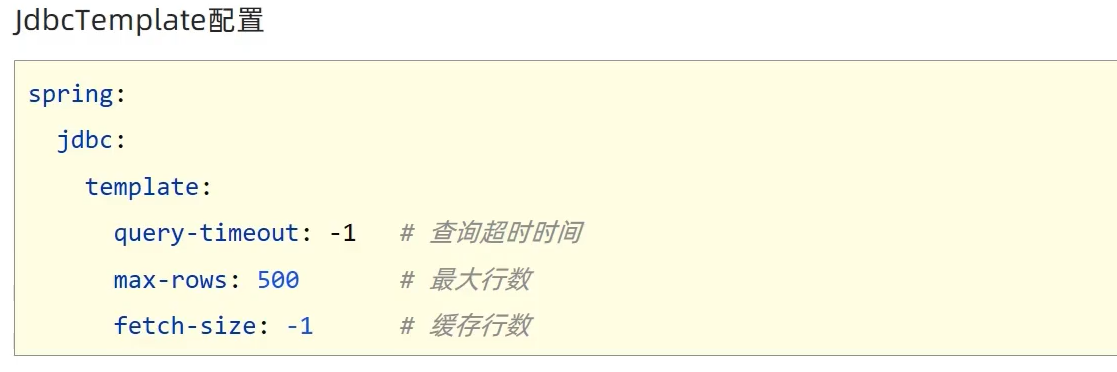 JdbcTemplate配置
spring:
  jdbc:
    template:
      query-timeout: -1   # 查询超时时间
      max-rows: 500       # 最大行数
      fetch-size: -1      # 缓存行数